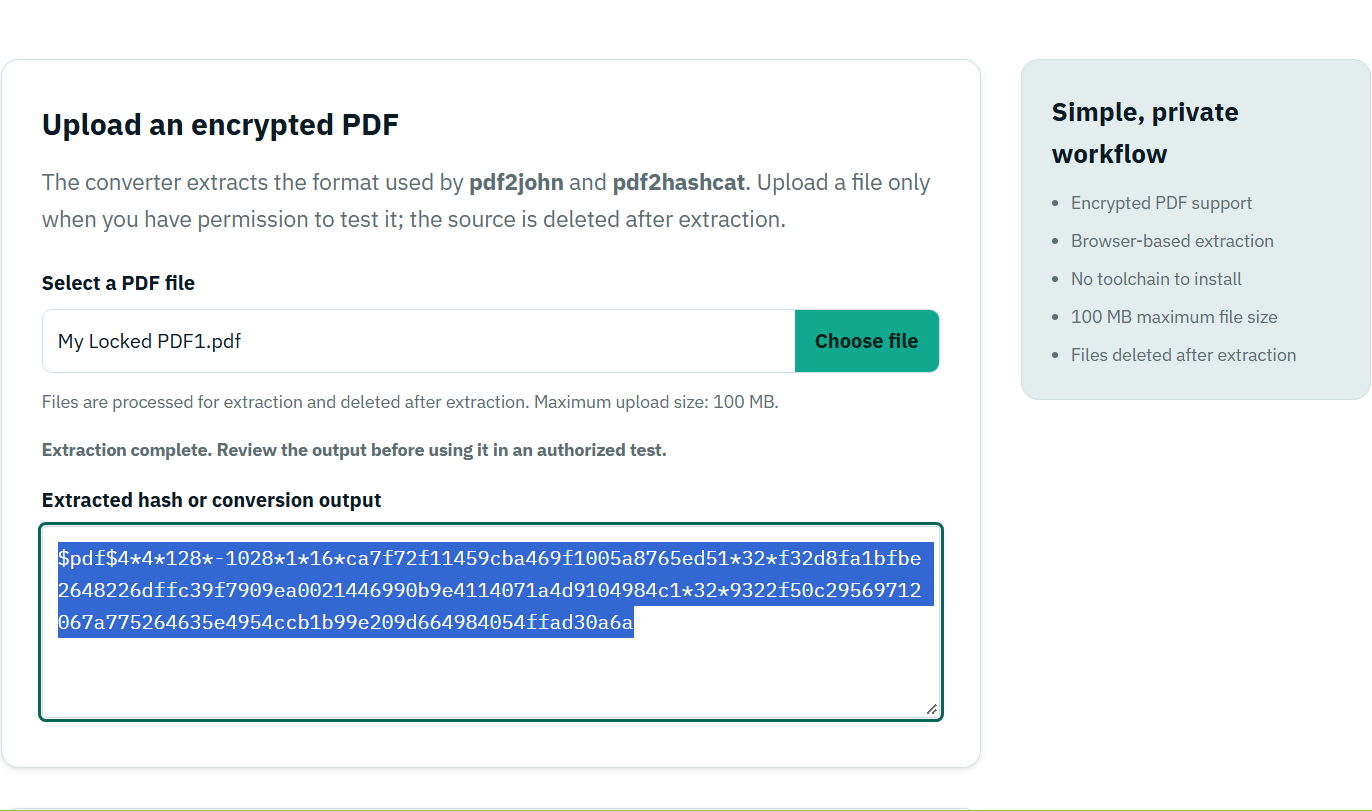 Upload an encrypted PDF
The converter extracts the format used by pdf2john and pdf2hashcat. Upload a file only
when you have permission to test it; the source is deleted after extraction.
Select a PDF file
My Locked PDF1.pdf
Choose file
Files are processed for extraction and deleted after extraction. Maximum upload size: 100 MB.
Extraction complete. Review the output before using it in an authorized test.
Extracted hash or conversion output
$pdf$4*4*128*-1028*1*16*ca7f72f11459cba469f1005a8765ed51*32*f32d8fa1bfbe
2648226dffc39f7909ea0021446990b9e4114071a4d9104984c1*32*9322f50c29569712
067a775264635e4954ccb1b99e209d664984054ffad30a6a
Simple, private
workflow
• Encrypted PDF support
• Browser-based extraction
• No toolchain to install
• 100 MB maximum file size
• Files deleted after extraction